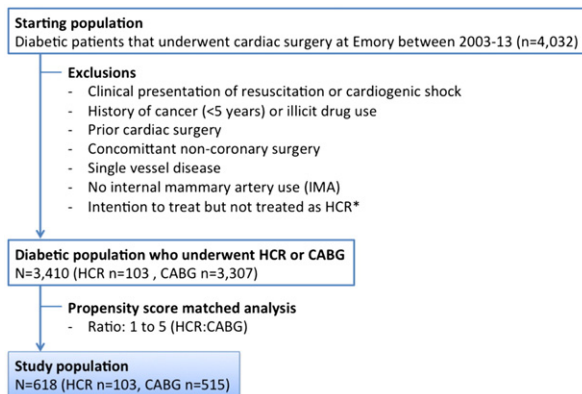 Starting population
Diabetic patients that underwent cardiac surgery at Emory between 2003-13 (n=4,032)
Exclusions
- Clinical presentation of resuscitation or cardiogenic shock
- History of cancer (<5 years) or illicit drug use
- Prior cardiac surgery
- Concomittant non-coronary surgery
- Single vessel disease
- No internal mammary artery use (IMA)
- Intention to treat but not treated as HCR*
Diabetic population who underwent HCR or CABG
N=3,410 (HCR n=103 , CABG n=3,307)
Propensity score matched analysis
- Ratio: 1 to 5 (HCR:CABG)
Study population
N=618 (HCR n=103, CABG n=515)